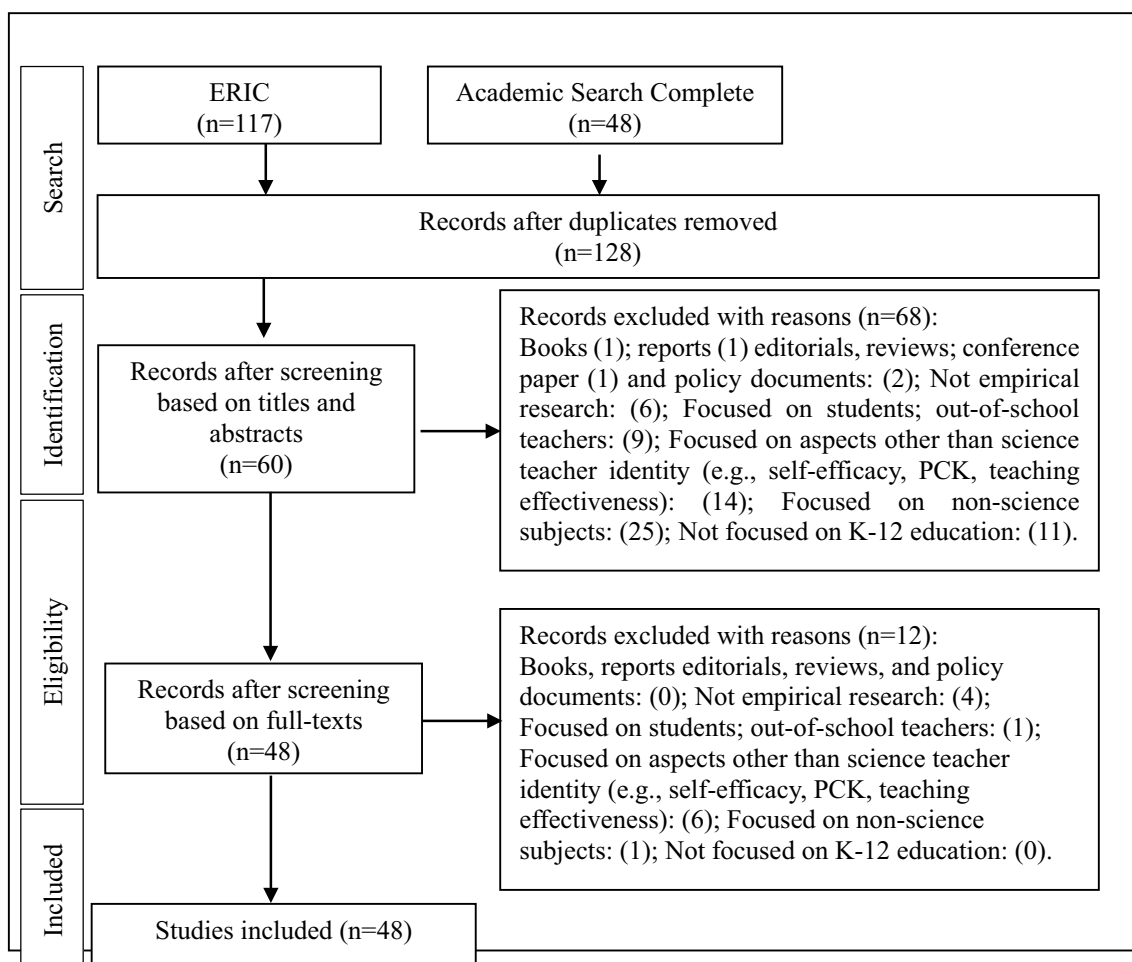 Search
ERIC
(n=117)
Academic Search Complete
(n=48)
Records after duplicates removed
(n=128)
Identification
Records after screening
based on titles and
abstracts
(n=60)
Records excluded with reasons (n=68):
Books (1); reports (1) editorials, reviews; conference
paper (1) and policy documents: (2); Not empirical
research: (6); Focused on students; out-of-school
teachers: (9); Focused on aspects other than science
teacher identity (e.g., self-efficacy, PCK, teaching
effectiveness): (14); Focused on non-science
subjects: (25); Not focused on K-12 education: (11).
Eligibility
Records after screening
based on full-texts
(n=48)
Records excluded with reasons (n=12):
Books, reports editorials, reviews, and policy
documents: (0); Not empirical research: (4);
Focused on students; out-of-school teachers: (1);
Focused on aspects other than science teacher
identity (e.g., self-efficacy, PCK, teaching
effectiveness): (6); Focused on non-science
subjects: (1); Not focused on K-12 education: (0).
Included
Studies included (n=48)